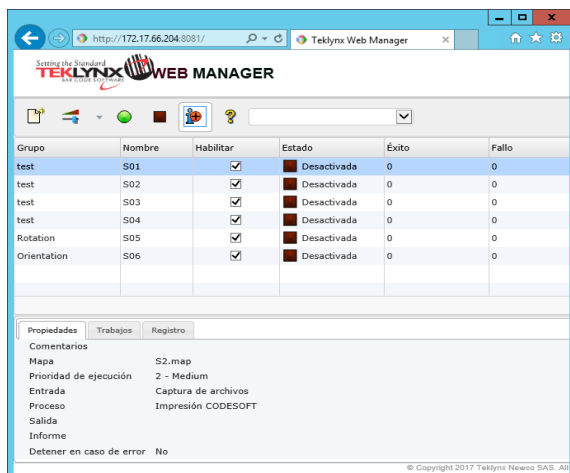 http://172.17.66.204:8081/
Teklynx Web Manager
Setting the Standard
TEKLYNX
BAR CODE SOFTWARE
WEB MANAGER
Grupo Nombre Habilitar Estado Éxito Fallo
test S01 Desactivada 0 0
test S02 Desactivada 0 0
test S03 Desactivada 0 0
test S04 Desactivada 0 0
Rotation S05 Desactivada 0 0
Orientation S06 Desactivada 0 0
Propiedades Trabajos Registro
Comentarios
Mapa S2.map
Prioridad de ejecución 2 - Medium
Entrada Captura de archivos
Proceso Impresión CODESOFT
Salida
Informe
Detener en caso de error No
© Copyright 2017 Teklynx Newco SAS. All